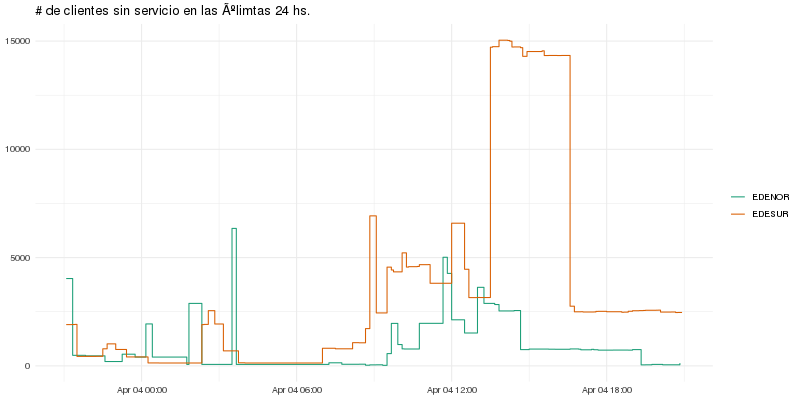 # de clientes sin servicio en las Ãºlimtas 24 hs.
15000
10000
5000
0
Apr 04 00:00
Apr 04 06:00
Apr 04 12:00
Apr 04 18:00
EDENOR
EDESUR